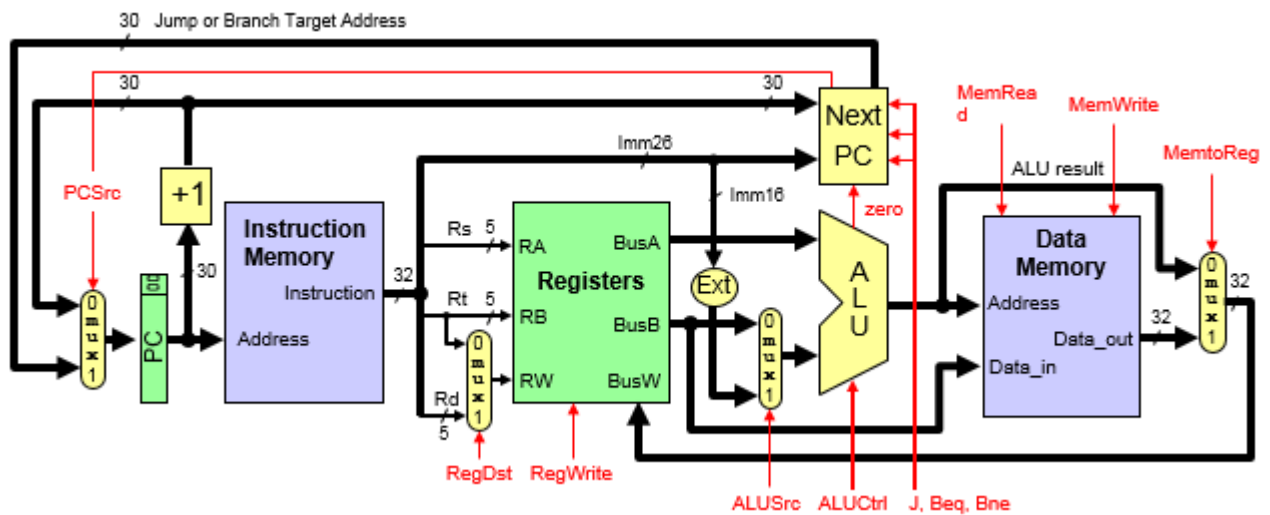 30 Jump or Branch Target Address
30
30
Next
PC
MemRea
d
MemWrite
MemtoReg
Imm26
Imm16
ALU result
PCSrc
+1
zero
Instruction
Memory
Instruction
Address
30
32
Rs 5
Rt 5
Rd
5
RA
RB
RW
Registers
BusA
BusB
BusW
Ext
A
L
U
Data
Memory
Address
Data_out
Data_in
32
32
00
PC
0
m
u
x
1
0
m
u
x
1
0
m
u
x
1
0
m
u
x
1
RegDst
RegWrite
ALUSrc
ALUCtrl
J, Beq, Bne